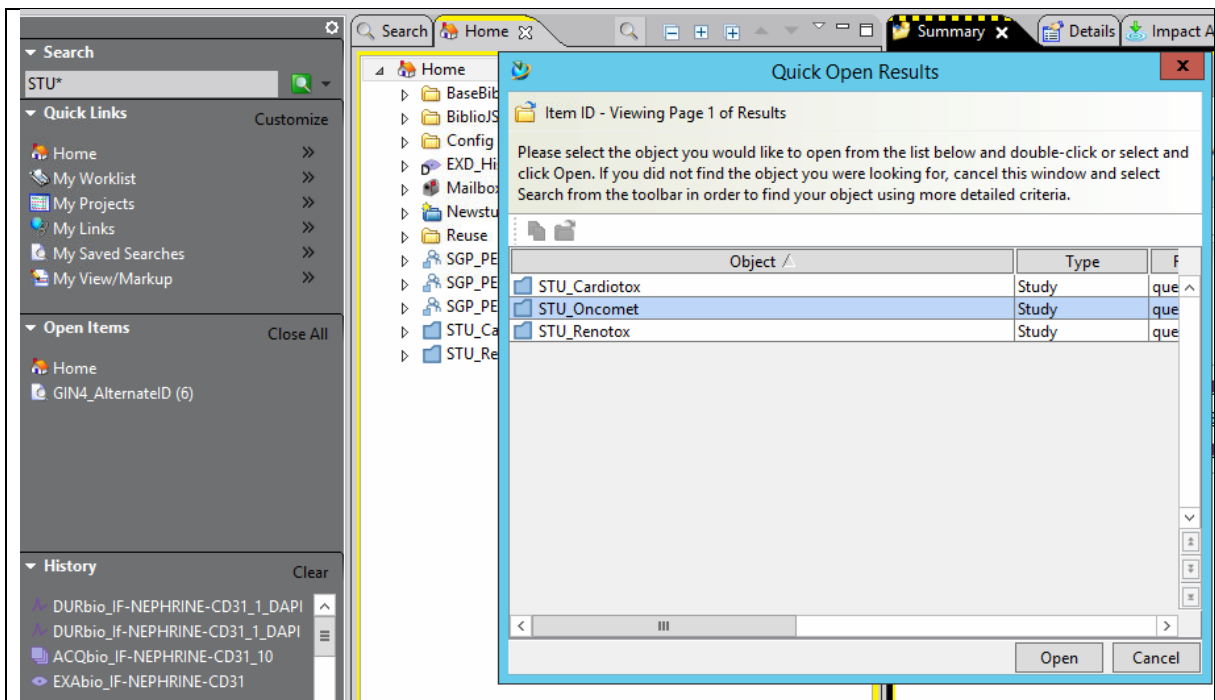 Search
STU*
Quick Links
Customize
Home
My Worklist
My Projects
My Links
My Saved Searches
My View/Markup
Open Items
Close All
Home
GIN4_AlternateID (6)
History
Clear
DURbio_IF-NEPHRINE-CD31_1_DAPI
DURbio_If-NEPHRINE-CD31_1_DAPI
ACQbio_IF-NEPHRINE-CD31_10
EXAbio_IF-NEPHRINE-CD31
Search Home Summary Details Impact A
Home
BaseBib
BiblioJS
Config
EXD_Hi
Mailbo
Newstu
Reuse
SGP_PE
SGP_PE
SGP_PE
STU_Ca
STU_Re
Quick Open Results
Item ID - Viewing Page 1 of Results
Please select the object you would like to open from the list below and double-click or select and
click Open. If you did not find the object you were looking for, cancel this window and select
Search from the toolbar in order to find your object using more detailed criteria.
Object Type
STU_Cardiotox Study que
STU_Oncomet Study que
STU_Renotox Study que
Open Cancel